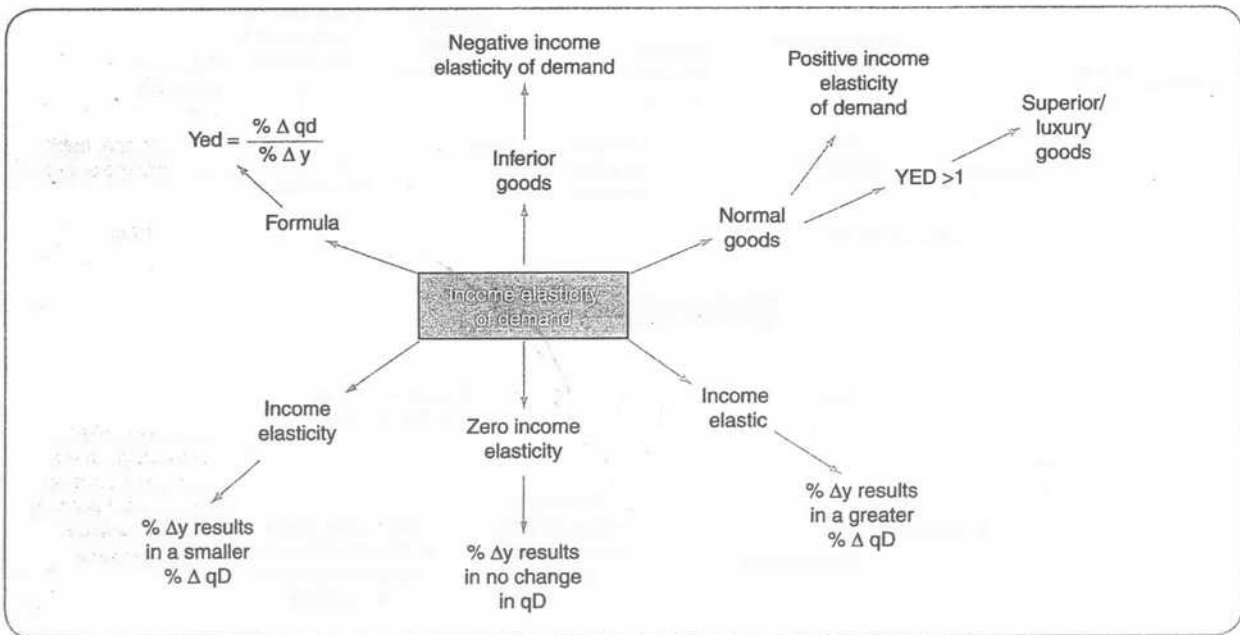 Negative income
elasticity of demand
Positive income
elasticity
of demand
Superior/
luxury
goods
Yed = % Δ qd / % Δ y
Inferior
goods
YED >1
Formula
Normal
goods
Income elasticity
of demand
Income
elasticity
Zero income
elasticity
Income
elastic
% Δy results
in a smaller
% Δ qD
% Δy results
in no change
in qD
% Δy results
in a greater
% Δ qD